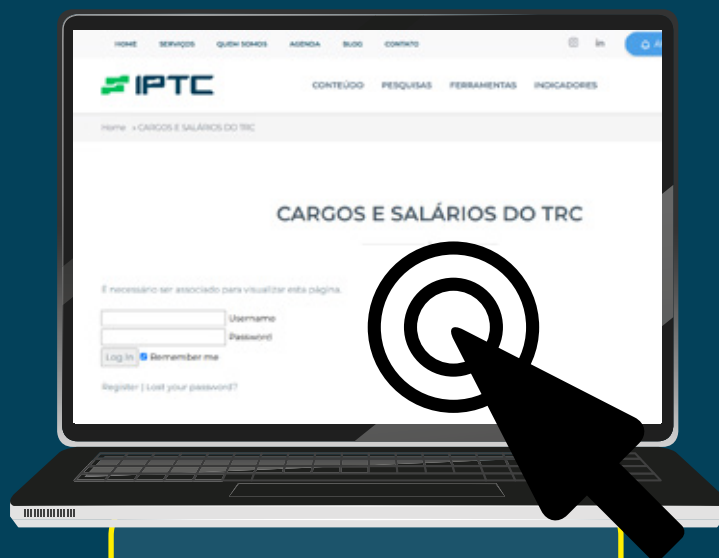 HOME SERVIÇOS QUEM SOMOS AGENDA BLOG CONTATO in
IPTC CONTEÚDO PESQUISAS FERRAMENTAS INDICADORES
Home » CARGOS E SALÁRIOS DO TRC
CARGOS E SALÁRIOS DO TRC
É necessário ser associado para visualizar esta página.
Username
Password
Log In Remember me
Register | Lost your password?